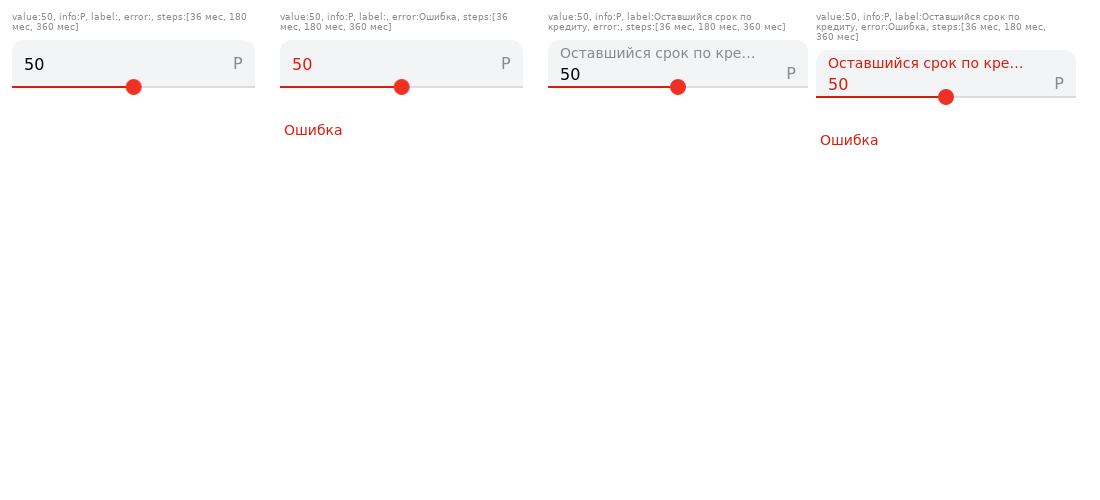 value:50, info:P, label:, error:, steps:[36 мес, 180
мес, 360 мес]
50
P
value:50, info:P, label:, error:Ошибка, steps:[36
мес, 180 мес, 360 мес]
50
P
Ошибка
value:50, info:P, label:Оставшийся срок по
кредиту, error:, steps:[36 мес, 180 мес, 360 мес]
Оставшийся срок по кре...
50
P
value:50, info:P, label:Оставшийся срок по
кредиту, error:Ошибка, steps:[36 мес, 180 мес,
360 мес]
Оставшийся срок по кре...
50
P
Ошибка